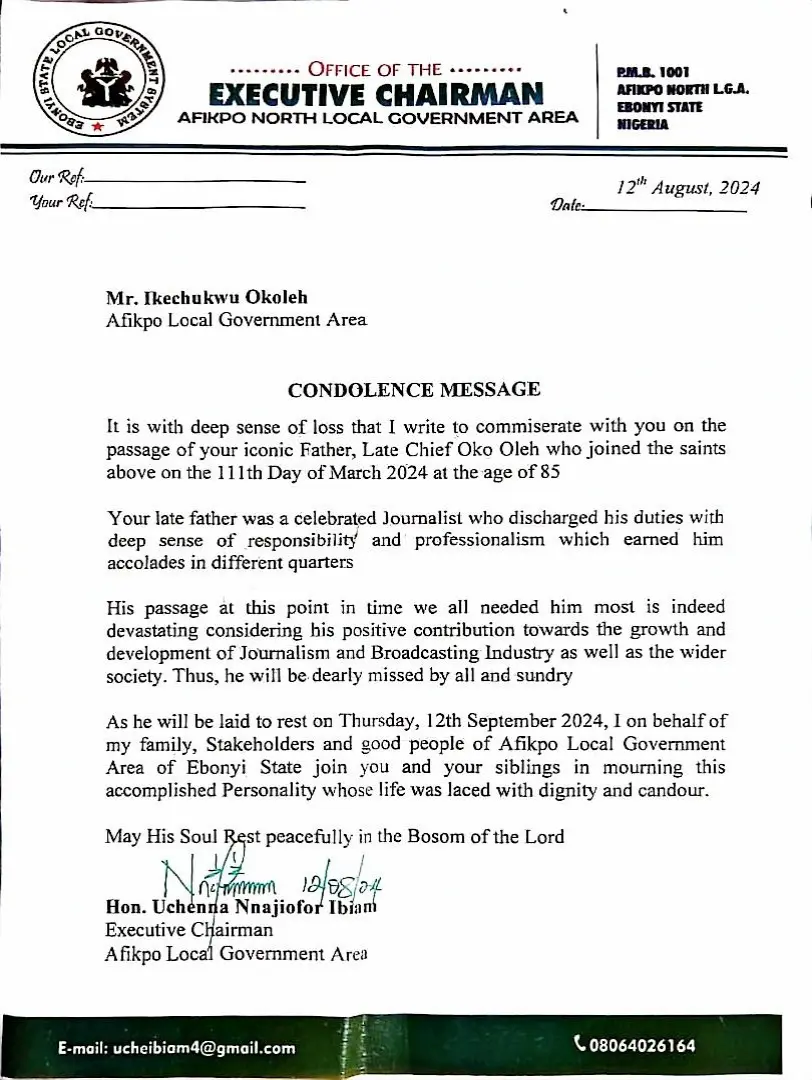 EBONYI STATE LOCAL GOVERNMENT SYSTEM
......... OFFICE OF THE .........
EXECUTIVE CHAIRMAN
AFIKPO NORTH LOCAL GOVERNMENT AREA
P.M.B. 1001
AFIKPO NORTH L.G.A.
EBONYI STATE
NIGERIA
Our Ref:
Your Ref:
12th August, 2024
Date:
Mr. Ikechukwu Okoleh
Afikpo Local Government Area
CONDOLENCE MESSAGE
It is with deep sense of loss that I write to commiserate with you on the
passage of your iconic Father, Late Chief Oko Oleh who joined the saints
above on the 111th Day of March 2024 at the age of 85
Your late father was a celebrated Journalist who discharged his duties with
deep sense of responsibility and professionalism which earned him
accolades in different quarters
His passage at this point in time we all needed him most is indeed
devastating considering his positive contribution towards the growth and
development of Journalism and Broadcasting Industry as well as the wider
society. Thus, he will be dearly missed by all and sundry
As he will be laid to rest on Thursday, 12th September 2024, I on behalf of
my family, Stakeholders and good people of Afikpo Local Government
Area of Ebonyi State join you and your siblings in mourning this
accomplished Personality whose life was laced with dignity and candour.
May His Soul Rest peacefully in the Bosom of the Lord
12/08/24
Hon. Uchenna Nnajiofor Ibiam
Executive Chairman
Afikpo Local Government Area
E-mail: ucheibiam4@gmail.com
08064026164